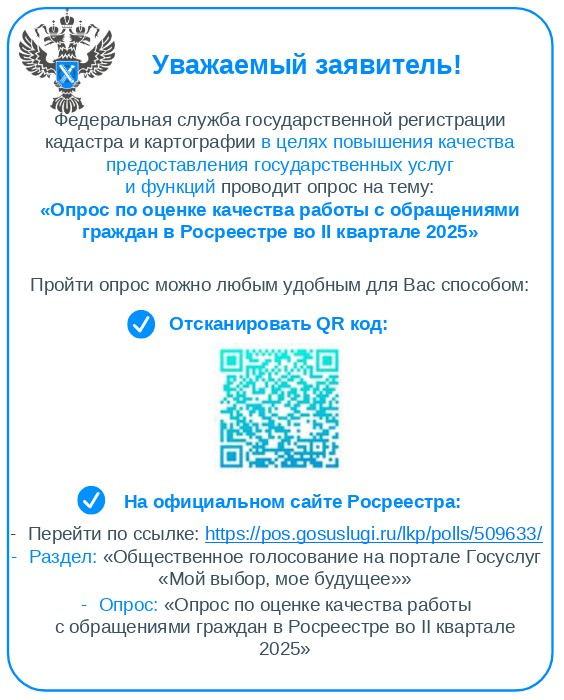 Уважаемый заявитель!
Федеральная служба государственной регистрации
кадастра и картографии в целях повышения качества
предоставления государственных услуг
и функций проводит опрос на тему:
«Опрос по оценке качества работы с обращениями
граждан в Росреестре во II квартале 2025»
Пройти опрос можно любым удобным для Вас способом:
Отсканировать QR код:
На официальном сайте Росреестра:
- Перейти по ссылке: https://pos.gosuslugi.ru/lkp/polls/509633/
- Раздел: «Общественное голосование на портале Госуслуг
«Мой выбор, мое будущее»»
- Опрос: «Опрос по оценке качества работы
с обращениями граждан в Росреестре во II квартале
2025»